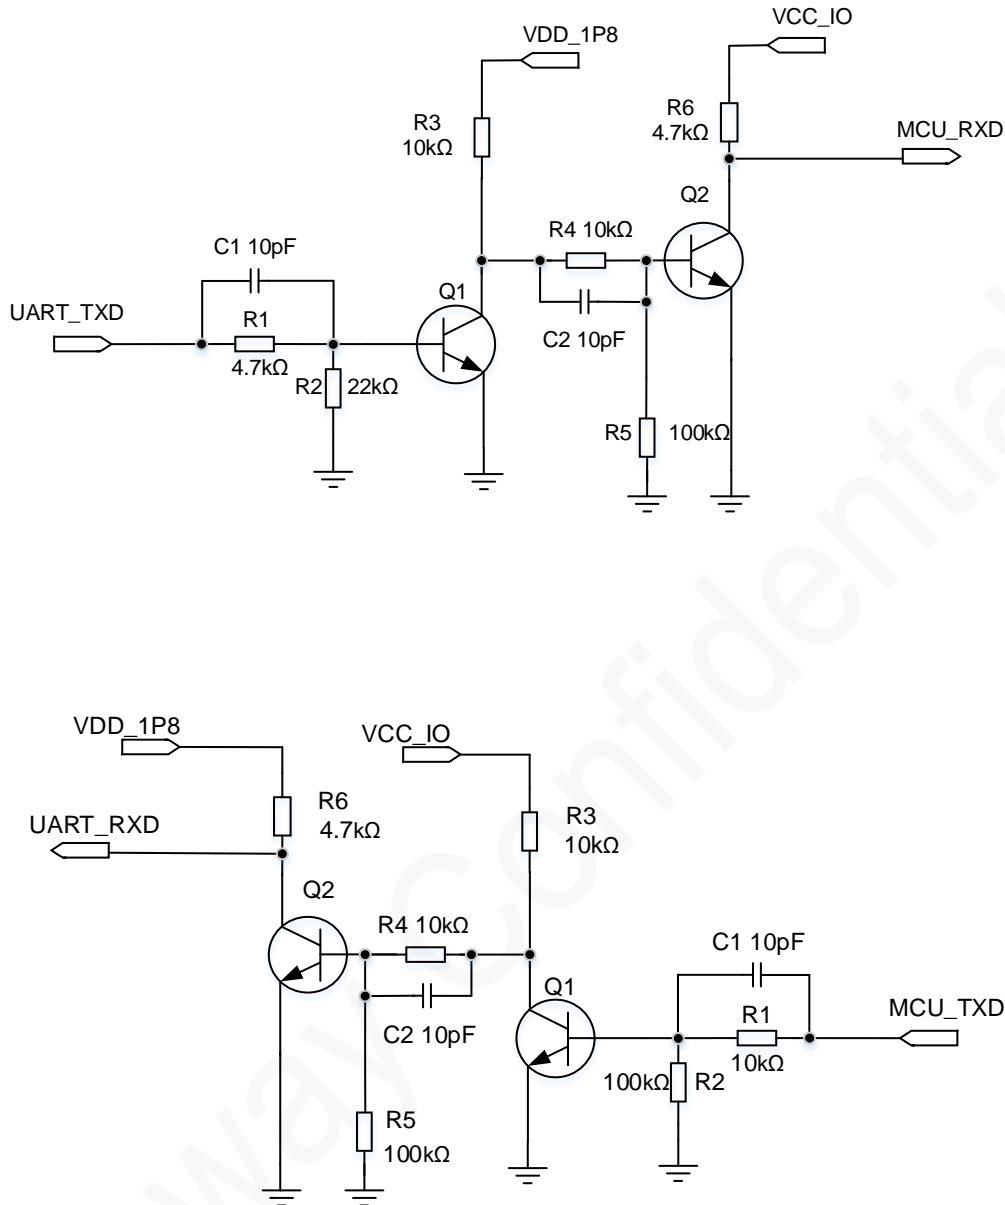 VCC_IO
VDD_1P8
R3
10kΩ
R6
4.7kΩ
MCU_RXD
Q2
C1 10pF
R4 10kΩ
UART_TXD
R1
Q1
4.7kΩ
C2 10pF
R2 22kΩ
R5 100kΩ
VDD_1P8
VCC_IO
R6
4.7kΩ
R3
10kΩ
UART_RXD
Q2
R4 10kΩ
C1 10pF
Q1
C2 10pF
R1
MCU_TXD
10kΩ
100kΩ R2
R5
100kΩ
way Confidential